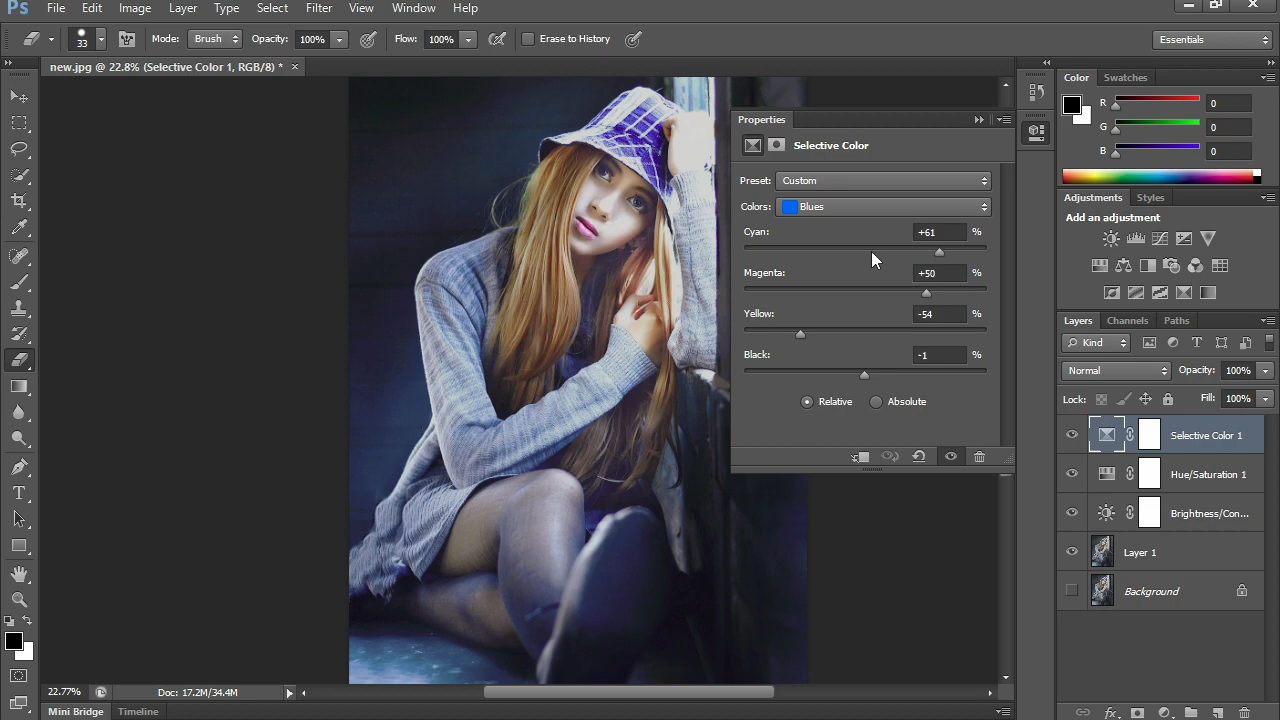 Ps File Edit Image Layer Type Select Filter View Window Help
33 Mode: Brush Opacity: 100% Flow: 100% Erase to History Essentials
new.jpg @ 22.8% (Selective Color 1, RGB/8) * ×
Color Swatches
R 0
G 0
B 0
Properties
Selective Color
Preset: Custom
Colors: Blues
Cyan: +61 %
Magenta: +50 %
Yellow: -54 %
Black: -1 %
Relative Absolute
Adjustments Styles
Add an adjustment
Layers Channels Paths
Kind
Normal Opacity: 100%
Lock: Fill: 100%
Selective Color 1
Hue/Saturation 1
Brightness/Con...
Layer 1
Background
fx
22.77% Doc: 17.2M/34.4M
Mini Bridge Timeline